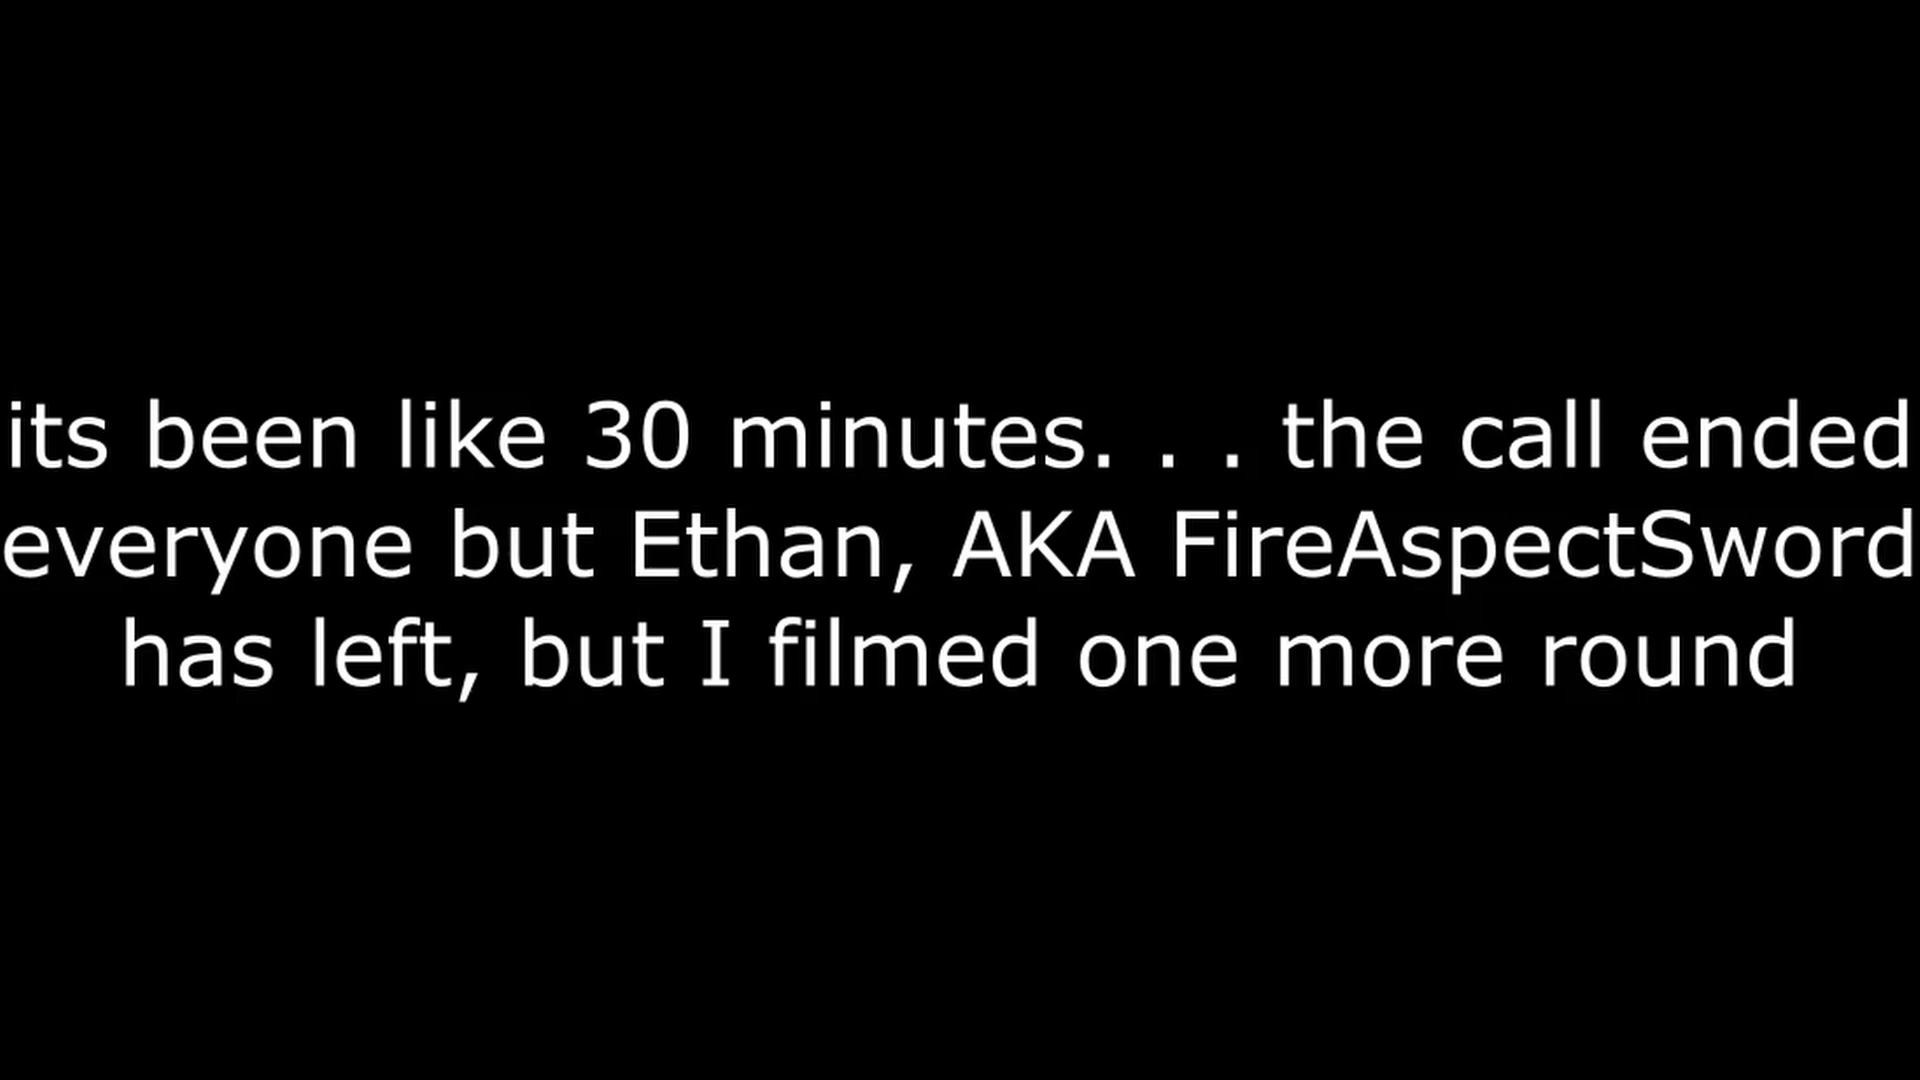 its been like 30 minutes. . . the call ended
everyone but Ethan, AKA FireAspectSword
has left, but I filmed one more round